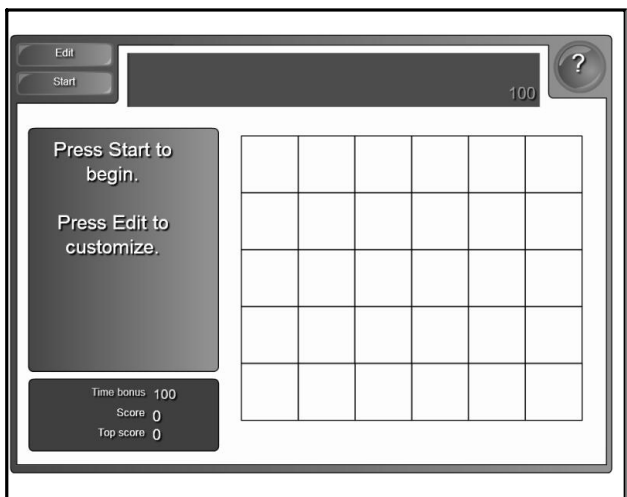 Edit
Start
?
100
Press Start to
begin.
Press Edit to
customize.
Time bonus 100
Score 0
Top score 0